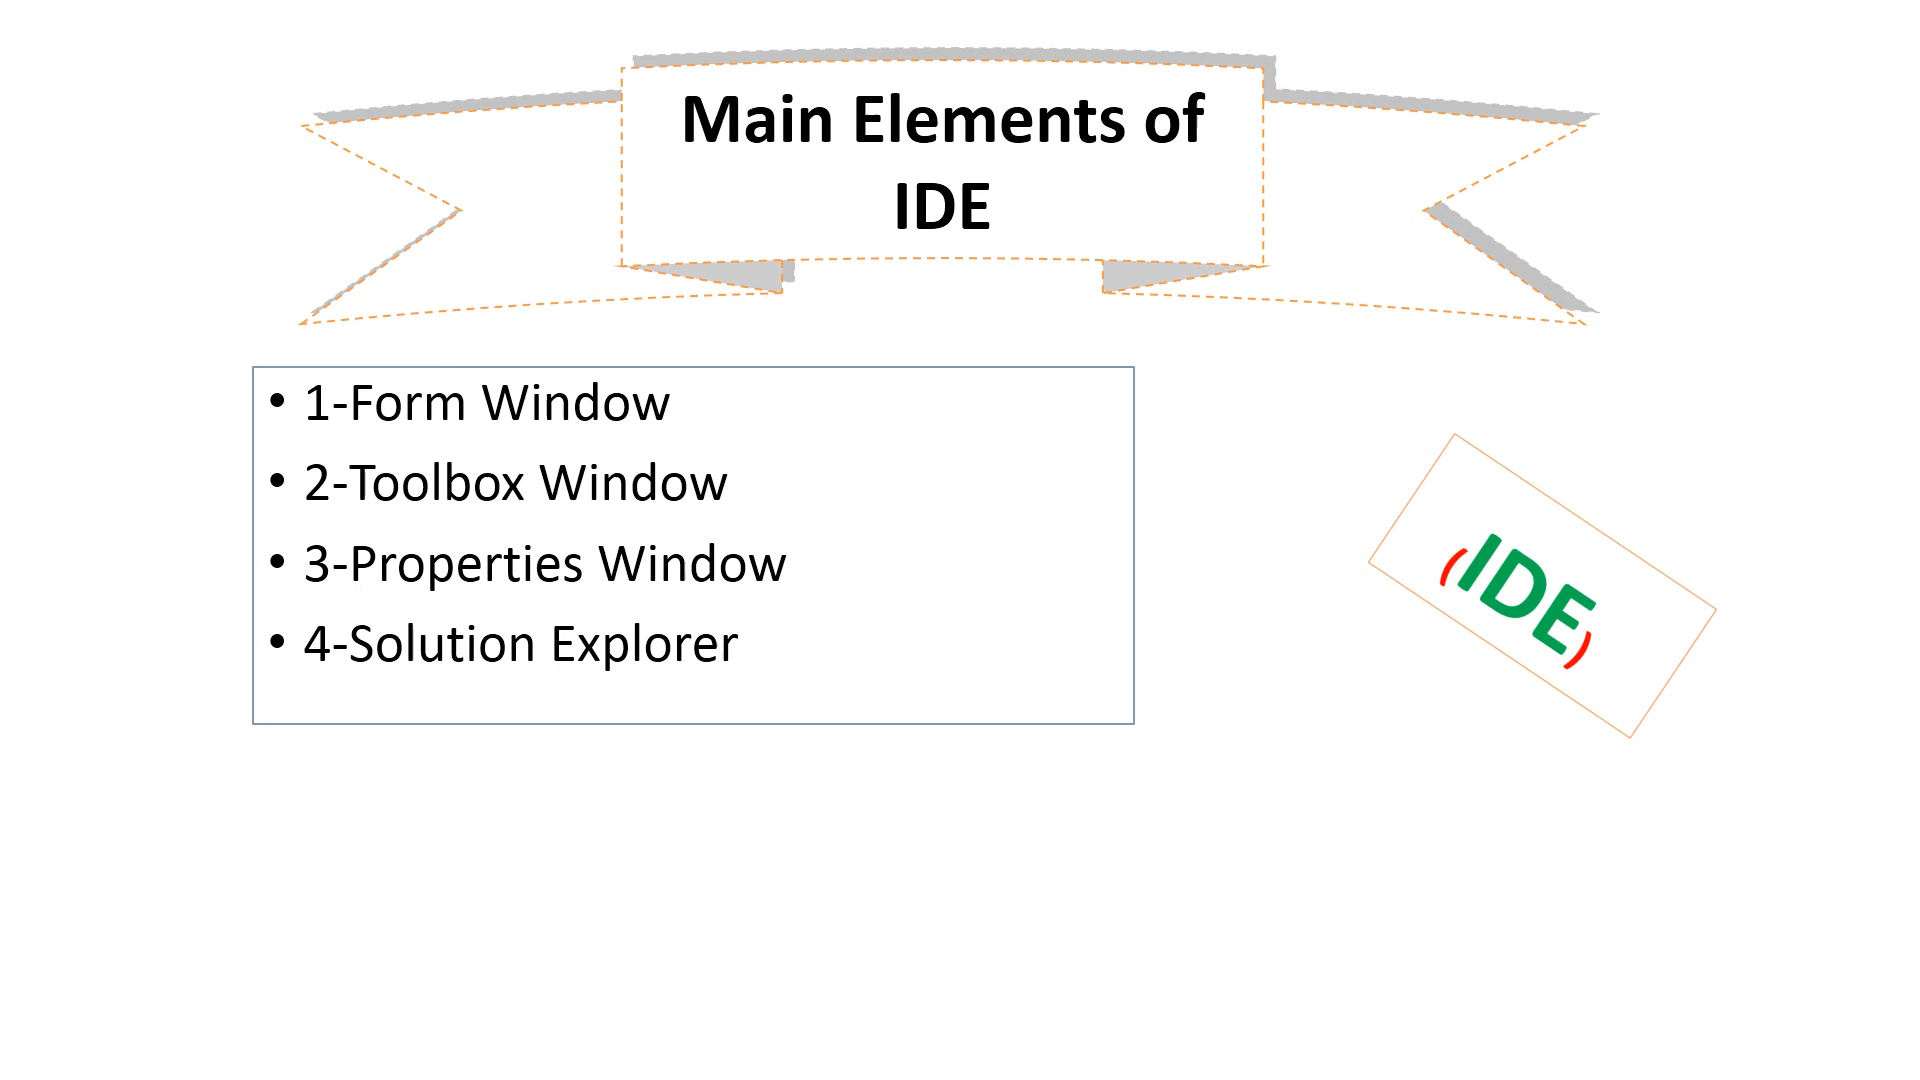 Main Elements of
IDE
• 1-Form Window
• 2-Toolbox Window
• 3-Properties Window
• 4-Solution Explorer
(IDE)